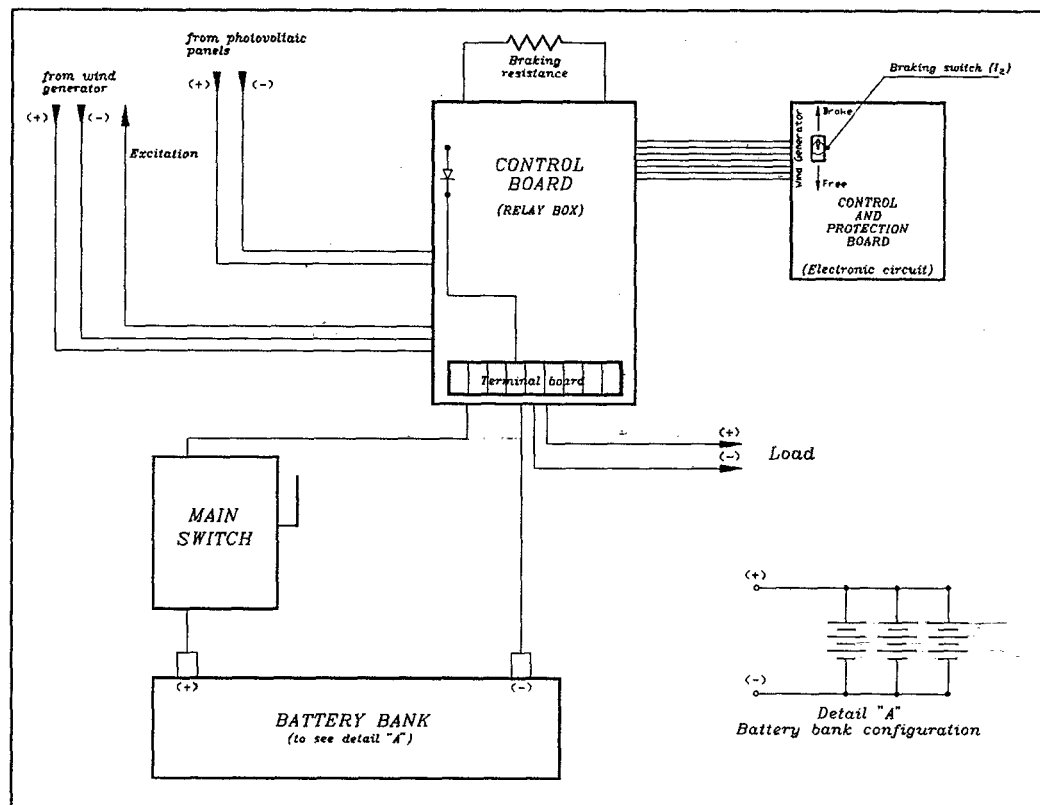 from photovoltaic
panels
(+)
(-)
from wind
generator
(+)
(-)
Excitation
Braking
resistance
Braking switch (I₂)
CONTROL
BOARD
(RELAY BOX)
Wind Generator
Brake
Free
CONTROL
AND
PROTECTION
BOARD
(Electronic circuit)
Terminal board
(+)
(-)
Load
MAIN
SWITCH
(+)
(-)
BATTERY BANK
(to see detail "A")
(+)
(-)
Detail "A"
Battery bank configuration